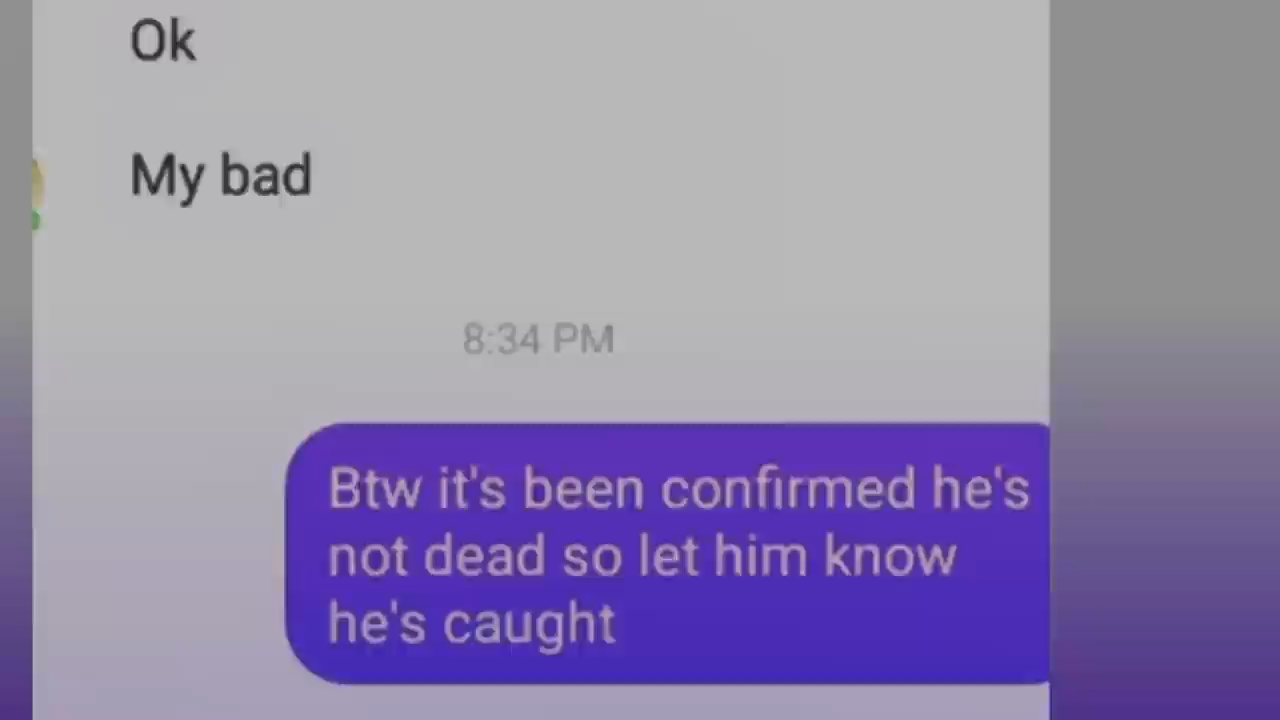 Ok
My bad
8:34 PM
Btw it's been confirmed he's
not dead so let him know
he's caught